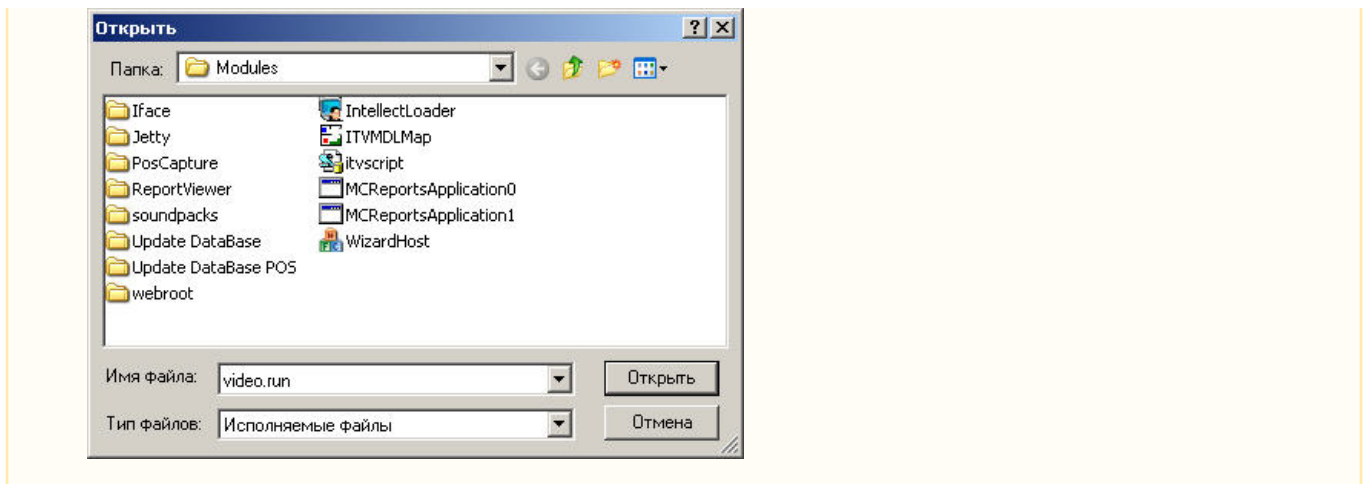 Открыть
Папка: Modules
Iface
Jetty
PosCapture
ReportViewer
soundpacks
Update DataBase
Update DataBase POS
webroot
IntellectLoader
ITVMDLMap
itvscript
MCReportsApplication0
MCReportsApplication1
WizardHost
Имя файла: video.run Открыть
Тип файлов: Исполняемые файлы Отмена